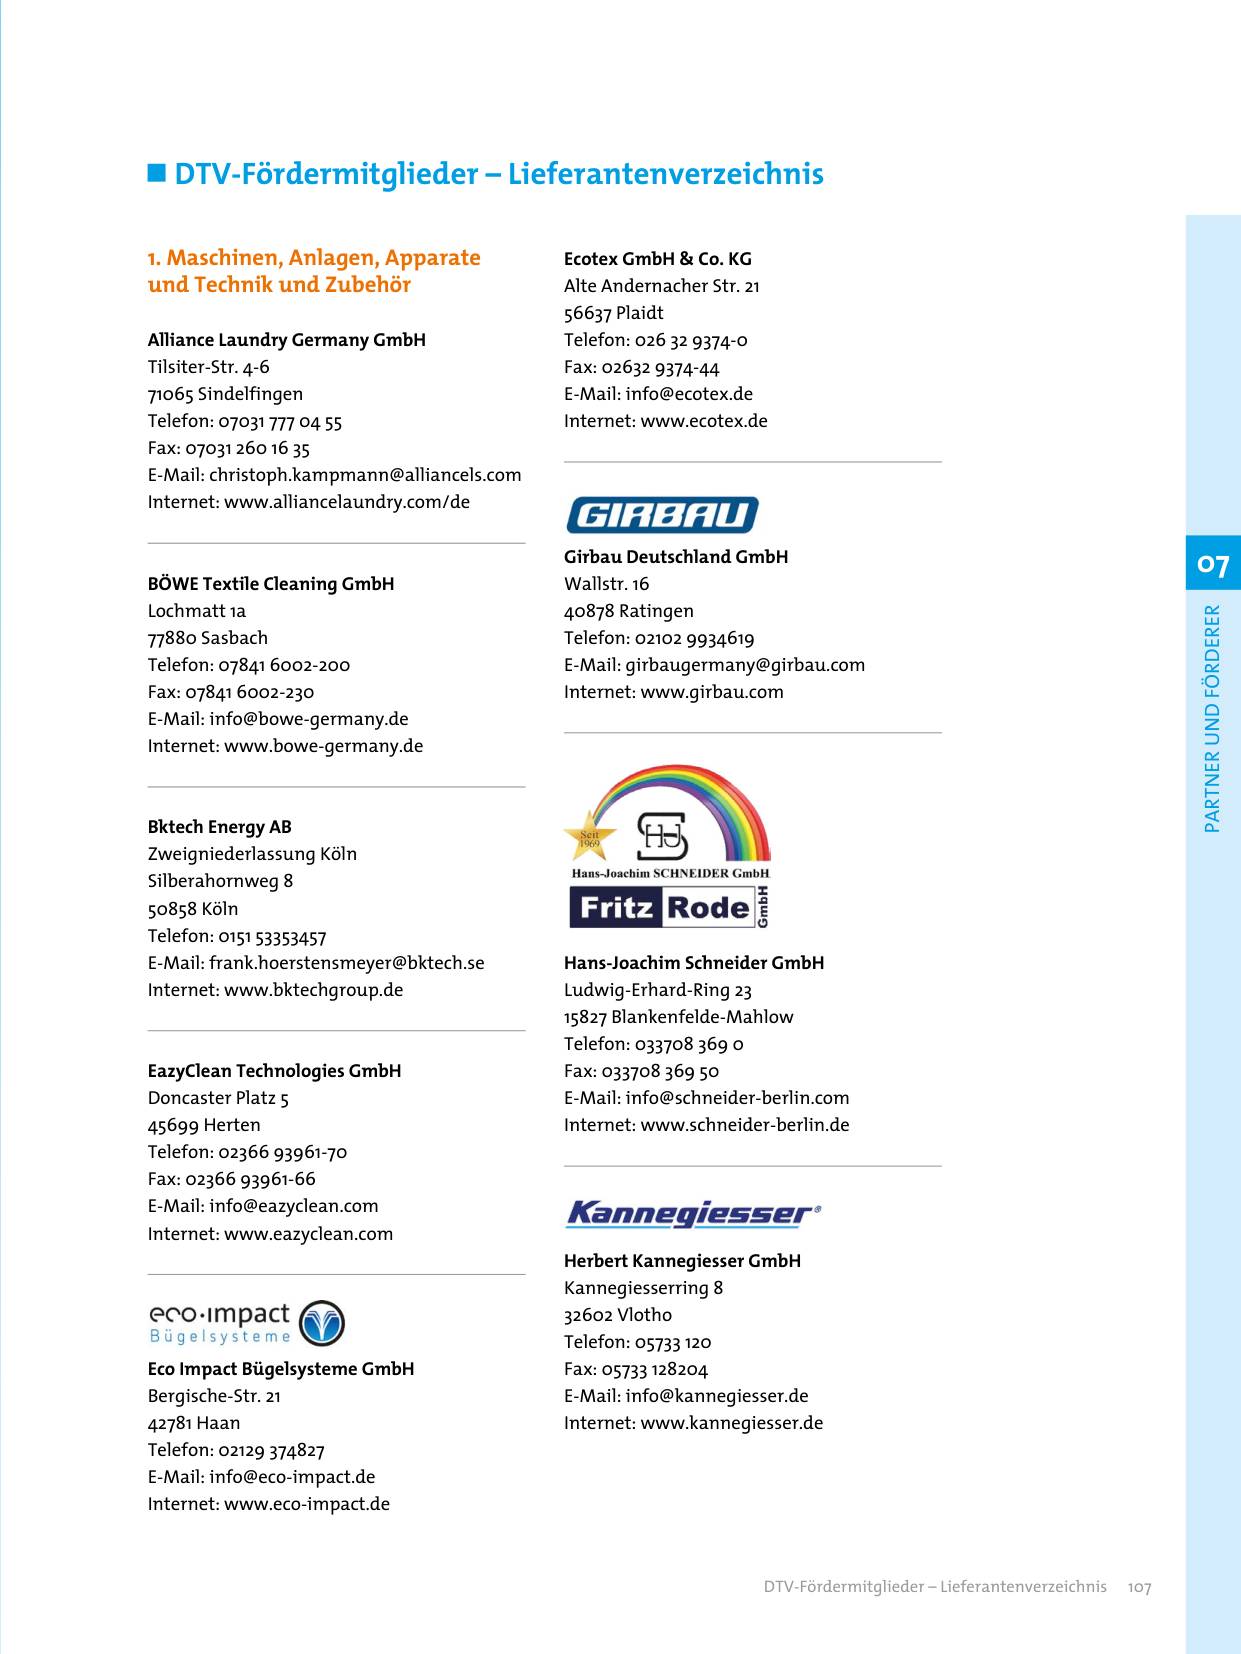 DTV-Fördermitglieder – Lieferantenverzeichnis
1. Maschinen, Anlagen, Apparate
und Technik und Zubehör
Alliance Laundry Germany GmbH
Tilsiter-Str. 4-6
71065 Sindelfingen
Telefon: 07031 777 04 55
Fax: 07031 260 16 35
E-Mail: christoph.kampmann@alliancels.com
Internet: www.alliancelaundry.com/de
BÖWE Textile Cleaning GmbH
Lochmatt 1a
77880 Sasbach
Telefon: 07841 6002-200
Fax: 07841 6002-230
E-Mail: info@bowe-germany.de
Internet: www.bowe-germany.de
Bktech Energy AB
Zweigniederlassung Köln
Silberahornweg 8
50858 Köln
Telefon: 0151 53353457
E-Mail: frank.hoerstensmeyer@bktech.se
Internet: www.bktechgroup.de
EazyClean Technologies GmbH
Doncaster Platz 5
45699 Herten
Telefon: 02366 93961-70
Fax: 02366 93961-66
E-Mail: info@eazyclean.com
Internet: www.eazyclean.com
eco·impact
Bügelsysteme
Eco Impact Bügelsysteme GmbH
Bergische-Str. 21
42781 Haan
Telefon: 02129 374827
E-Mail: info@eco-impact.de
Internet: www.eco-impact.de
Ecotex GmbH & Co. KG
Alte Andernacher Str. 21
56637 Plaidt
Telefon: 026 32 9374-0
Fax: 02632 9374-44
E-Mail: info@ecotex.de
Internet: www.ecotex.de
GIRBAU
Girbau Deutschland GmbH
Wallstr. 16
40878 Ratingen
Telefon: 02102 9934619
E-Mail: girbaugermany@girbau.com
Internet: www.girbau.com
Seit
1969
HJS
Hans-Joachim SCHNEIDER GmbH
Fritz Rode GmbH
Hans-Joachim Schneider GmbH
Ludwig-Erhard-Ring 23
15827 Blankenfelde-Mahlow
Telefon: 033708 369 0
Fax: 033708 369 50
E-Mail: info@schneider-berlin.com
Internet: www.schneider-berlin.de
Kannegiesser®
Herbert Kannegiesser GmbH
Kannegiesserring 8
32602 Vlotho
Telefon: 05733 120
Fax: 05733 128204
E-Mail: info@kannegiesser.de
Internet: www.kannegiesser.de
07
PARTNER UND FÖRDERER
DTV-Fördermitglieder – Lieferantenverzeichnis 107